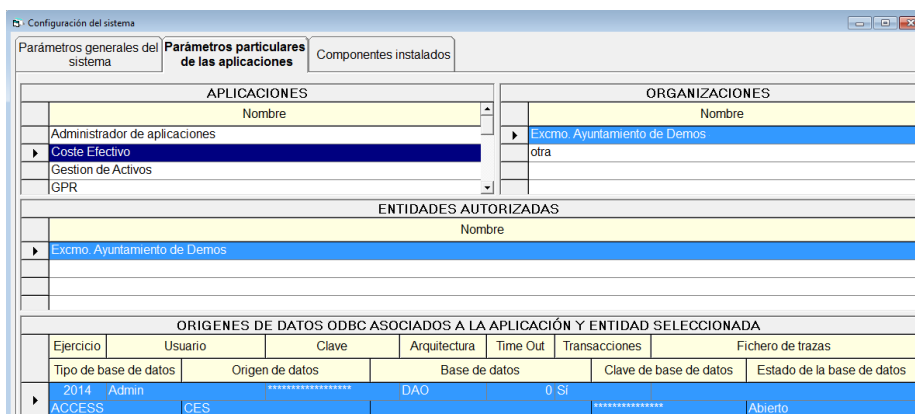 Configuración del sistema
Parámetros generales del sistema
Parámetros particulares de las aplicaciones
Componentes instalados
APLICACIONES
Nombre
Administrador de aplicaciones
Coste Efectivo
Gestion de Activos
GPR
ORGANIZACIONES
Nombre
Excmo. Ayuntamiento de Demos
otra
ENTIDADES AUTORIZADAS
Nombre
Excmo. Ayuntamiento de Demos
ORIGENES DE DATOS ODBC ASOCIADOS A LA APLICACIÓN Y ENTIDAD SELECCIONADA
Ejercicio Usuario Clave Arquitectura Time Out Transacciones Fichero de trazas
Tipo de base de datos Origen de datos Base de datos Clave de base de datos Estado de la base de datos
2014 Admin ***************** DAO 0 Sí
ACCESS CES ************** Abierto